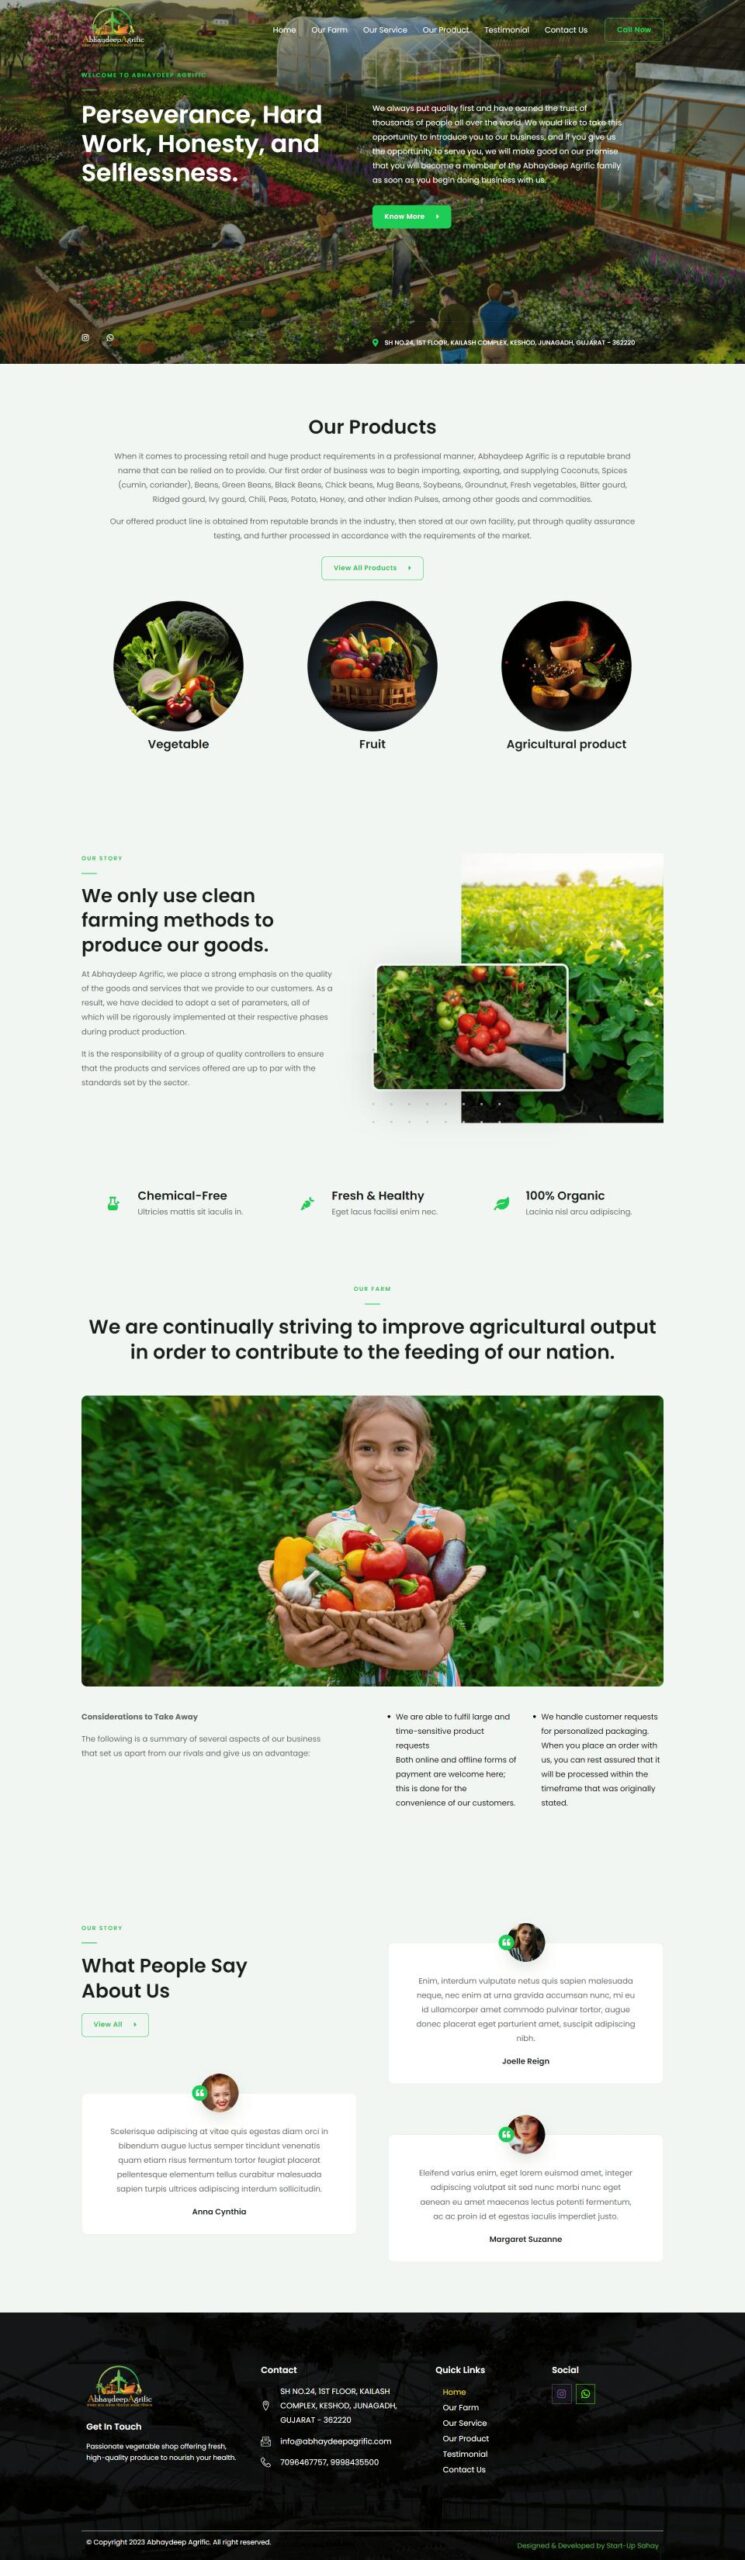 AbhaydeepAgrific
Home Our Farm Our Service Our Product Testimonial Contact Us Call Now
WELCOME TO ABHAYDEEP AGRIFIC
Perseverance, Hard
Work, Honesty, and
Selflessness.
We always put quality first and have earned the trust of
thousands of people all over the world. We would like to take this
opportunity to introduce you to our business, and if you give us
the opportunity to serve you, we will make good on our promise
that you will become a member of the Abhaydeep Agrific family
as soon as you begin doing business with us.
Know More
SH NO.24, 1ST FLOOR, KAILASH COMPLEX, KESHOD, JUNAGADH, GUJARAT - 362220
Our Products
When it comes to processing retail and huge product requirements in a professional manner, Abhaydeep Agrific is a reputable brand
name that can be relied on to provide. Our first order of business was to begin importing, exporting, and supplying Coconuts, Spices
(cumin, coriander), Beans, Green Beans, Black Beans, Chick beans, Mug Beans, Soybeans, Groundnut, Fresh vegetables, Bitter gourd,
Ridged gourd, Ivy gourd, Chili, Peas, Potato, Honey, and other Indian Pulses, among other goods and commodities.
Our offered product line is obtained from reputable brands in the industry, then stored at our own facility, put through quality assurance
testing, and further processed in accordance with the requirements of the market.
View All Products
Vegetable
Fruit
Agricultural product
OUR STORY
We only use clean
farming methods to
produce our goods.
At Abhaydeep Agrific, we place a strong emphasis on the quality
of the goods and services that we provide to our customers. As a
result, we have decided to adopt a set of parameters, all of
which will be rigorously implemented at their respective phases
during product production.
It is the responsibility of a group of quality controllers to ensure
that the products and services offered are up to par with the
standards set by the sector.
Chemical-Free
Ultricies mattis sit iaculis in.
Fresh & Healthy
Eget lacus facilisi enim nec.
100% Organic
Lacinia nisl arcu adipiscing.
OUR FARM
We are continually striving to improve agricultural output
in order to contribute to the feeding of our nation.
Considerations to Take Away
The following is a summary of several aspects of our business
that set us apart from our rivals and give us an advantage:
We are able to fulfil large and
time-sensitive product
requests
Both online and offline forms of
payment are welcome here;
this is done for the
convenience of our customers.
We handle customer requests
for personalized packaging.
When you place an order with
us, you can rest assured that it
will be processed within the
timeframe that was originally
stated.
OUR STORY
What People Say
About Us
View All
Scelerisque adipiscing at vitae quis egestas diam orci in
bibendum augue luctus semper tincidunt venenatis
quam etiam risus fermentum tortor feugiat placerat
pellentesque elementum tellus curabitur malesuada
sapien turpis ultrices adipiscing interdum sollicitudin.
Anna Cynthia
Enim, interdum vulputate netus quis sapien malesuada
neque, nec enim at urna gravida accumsan nunc, mi eu
id ullamcorper amet commodo pulvinar tortor, augue
donec placerat eget parturient amet, suscipit adipiscing
nibh.
Joelle Reign
Eleifend varius enim, eget lorem euismod amet, integer
adipiscing volutpat sit sed nunc morbi nunc eget
aenean eu amet maecenas lectus potenti fermentum,
ac ac proin id et egestas iaculis imperdiet justo.
Margaret Suzanne
AbhaydeepAgrific
Get In Touch
Passionate vegetable shop offering fresh,
high-quality produce to nourish your health.
Contact
SH NO.24, 1ST FLOOR, KAILASH
COMPLEX, KESHOD, JUNAGADH,
GUJARAT - 362220
info@abhaydeepagrific.com
7096467757, 9998435500
Quick Links
Home
Our Farm
Our Service
Our Product
Testimonial
Contact Us
Social
© Copyright 2023 Abhaydeep Agrific. All right reserved.
Designed & Developed by Start-Up Sahay